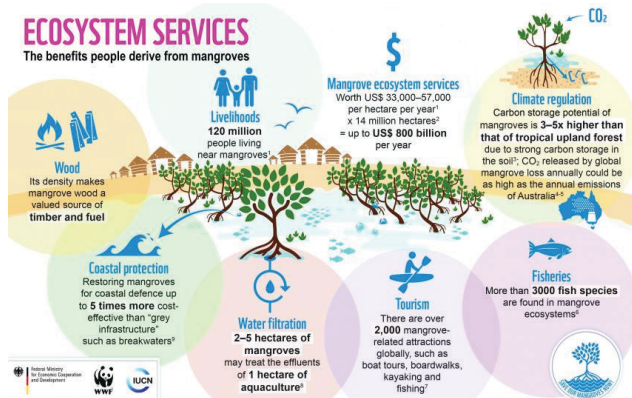 ECOSYSTEM SERVICES
The benefits people derive from mangroves
Livelihoods
120 million
people living
near mangroves¹
$
Mangrove ecosystem services
Worth US$ 33,000–57,000
per hectare per year¹
x 14 million hectares²
= up to US$ 800 billion
per year
CO₂
C
C
Climate regulation
Carbon storage potential of
mangroves is 3–5x higher than
that of tropical upland forest
due to strong carbon storage in
the soil³; CO₂ released by global
mangrove loss annually could be
as high as the annual emissions
of Australia⁴·⁵
Wood
Its density makes
mangrove wood a
valued source of
timber and fuel
Coastal protection
Restoring mangroves
for coastal defence up
to 5 times more cost-
effective than “grey
infrastructure”
such as breakwaters⁹
Water filtration
2–5 hectares of
mangroves
may treat the effluents
of 1 hectare of
aquaculture⁸
Tourism
There are over
2,000 mangrove-
related attractions
globally, such as
boat tours, boardwalks,
kayaking and
fishing⁷
Fisheries
More than 3000 fish species
are found in mangrove
ecosystems⁶
Federal Ministry
for Economic Cooperation
and Development
WWF
IUCN
SAVE OUR MANGROVES NOW!